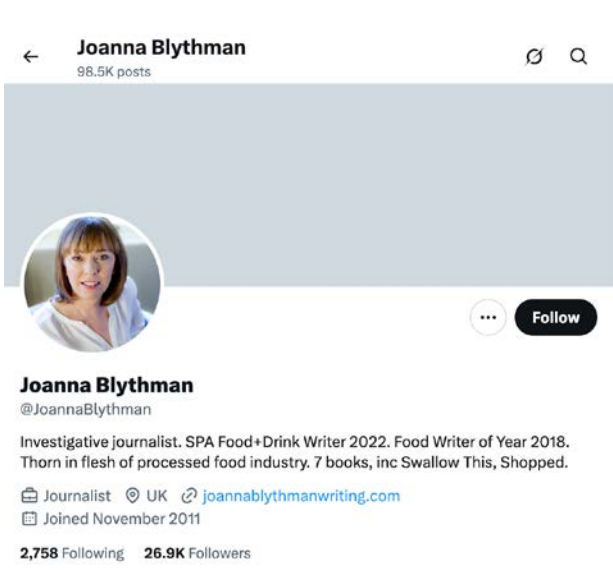 Joanna Blythman
98.5K posts
Follow
Joanna Blythman
@JoannaBlythman
Investigative journalist. SPA Food+Drink Writer 2022. Food Writer of Year 2018.
Thorn in flesh of processed food industry. 7 books, inc Swallow This, Shopped.
Journalist UK joannablythmanwriting.com
Joined November 2011
2,758 Following 26.9K Followers